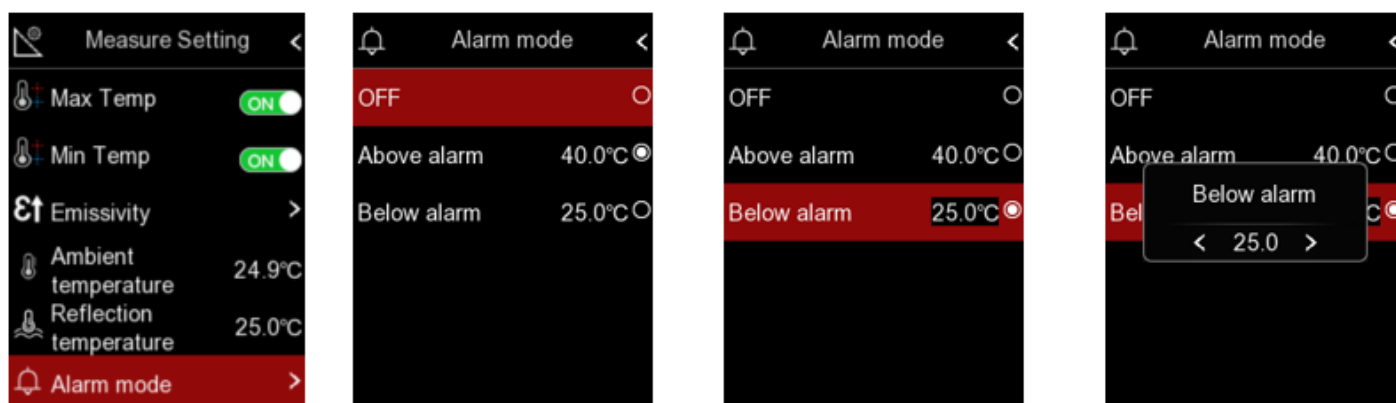 Measure Setting
Max Temp ON
Min Temp ON
Ɛ↑ Emissivity
Ambient
temperature 24.9℃
Reflection
temperature 25.0℃
Alarm mode
Alarm mode
OFF
Above alarm 40.0℃
Below alarm 25.0℃
Alarm mode
OFF
Above alarm 40.0℃
Below alarm 25.0℃
Alarm mode
OFF
Above alarm 40.0℃
Bel
Below alarm
< 25.0 >